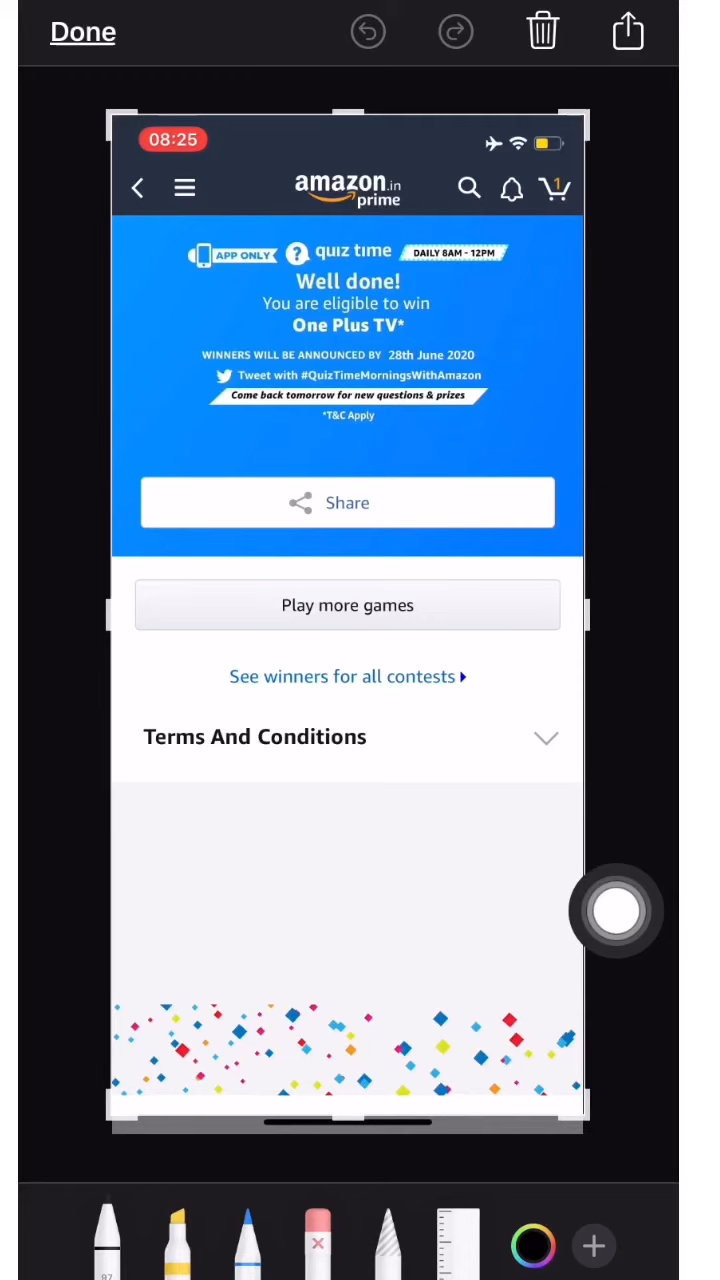 Done
08:25
amazon.in
prime
1
APP ONLY ? quiz time DAILY 8AM - 12PM
Well done!
You are eligible to win
One Plus TV*
WINNERS WILL BE ANNOUNCED BY 28th June 2020
Tweet with #QuizTimeMorningsWithAmazon
Come back tomorrow for new questions & prizes
*T&C Apply
Share
Play more games
See winners for all contests
Terms And Conditions
97